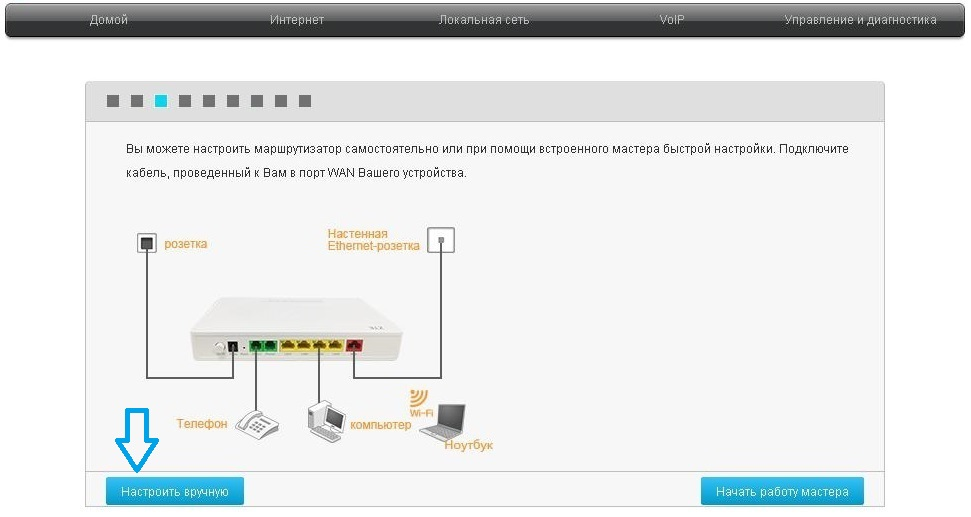 Домой Интернет Локальная сеть VoIP Управление и диагностика
Вы можете настроить маршрутизатор самостоятельно или при помощи встроенного мастера быстрой настройки. Подключите
кабель, проведенный к Вам в порт WAN Вашего устройства.
розетка
Настенная
Ethernet-розетка
Телефон
компьютер
Wi-Fi
Ноутбук
Настроить вручную
Начать работу мастера